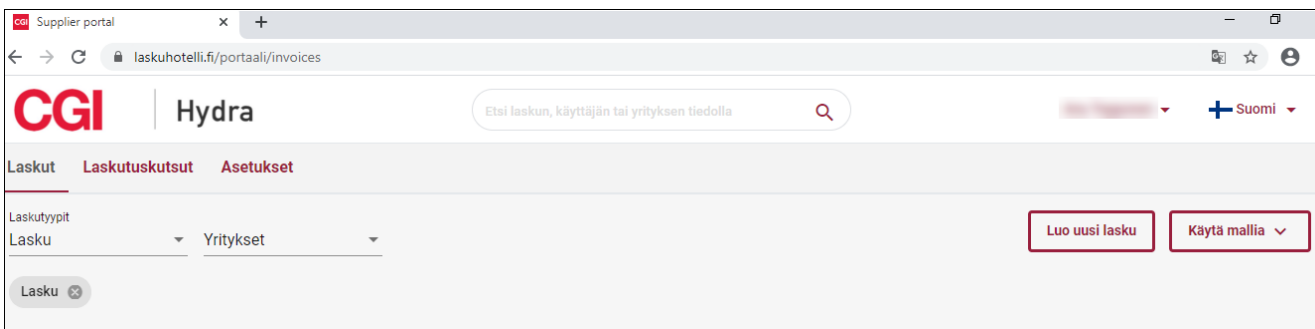 CGI Supplier portal
laskuhotelli.fi/portaali/invoices
CGI Hydra Etsi laskun, käyttäjän tai yrityksen tiedolla Suomi
Laskut Laskutuskutsut Asetukset
Laskutyypit
Lasku Yritykset Luo uusi lasku Käytä mallia
Lasku